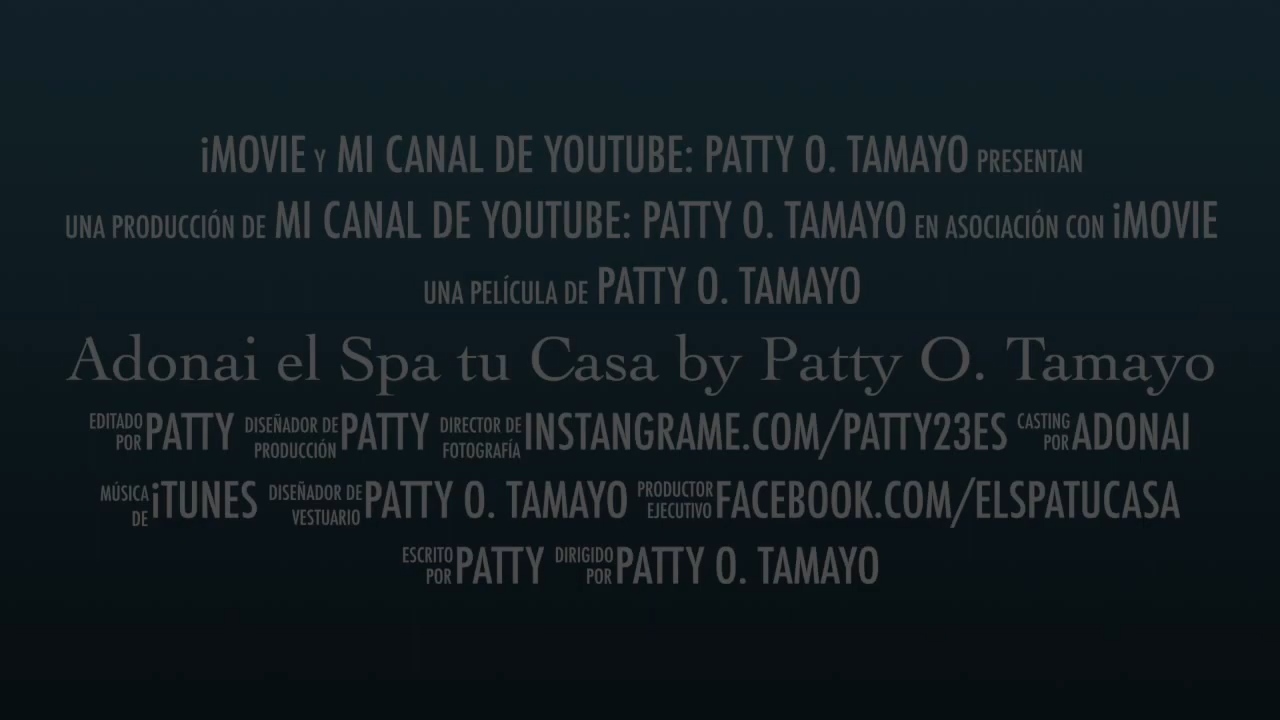 iMOVIE Y MI CANAL DE YOUTUBE: PATTY O. TAMAYO PRESENTAN
UNA PRODUCCIÓN DE MI CANAL DE YOUTUBE: PATTY O. TAMAYO EN ASOCIACIÓN CON iMOVIE
UNA PELÍCULA DE PATTY O. TAMAYO
Adonai el Spa tu Casa by Patty O. Tamayo
EDITADO POR PATTY DISEÑADOR DE PRODUCCIÓN PATTY DIRECTOR DE FOTOGRAFÍA INSTANGRAME.COM/PATTY23ES CASTING POR ADONAI
MÚSICA DE iTUNES DISEÑADOR DE VESTUARIO PATTY O. TAMAYO PRODUCTOR EJECUTIVO FACEBOOK.COM/ELSPATUCASA
ESCRITO POR PATTY DIRIGIDO POR PATTY O. TAMAYO